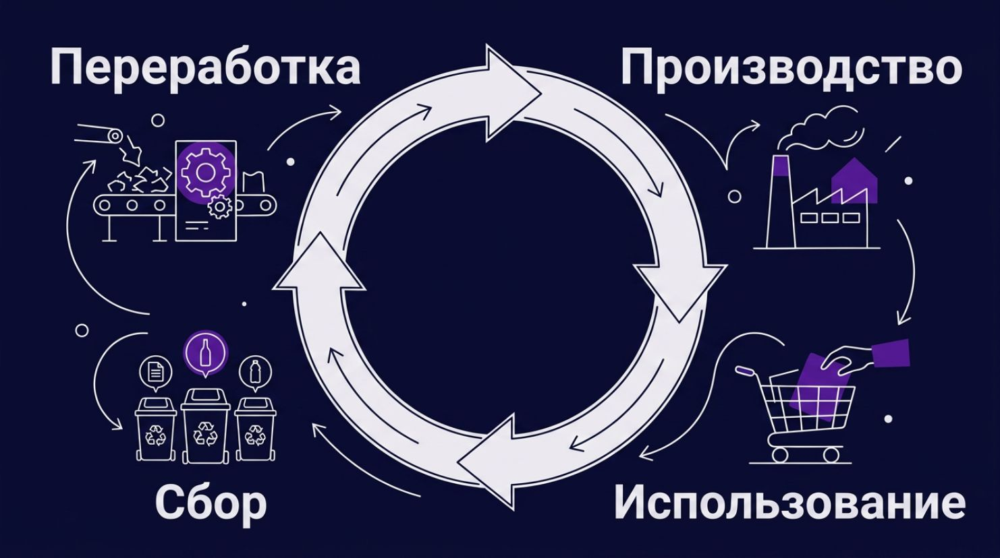 Переработка
Производство
Сбор
Использование